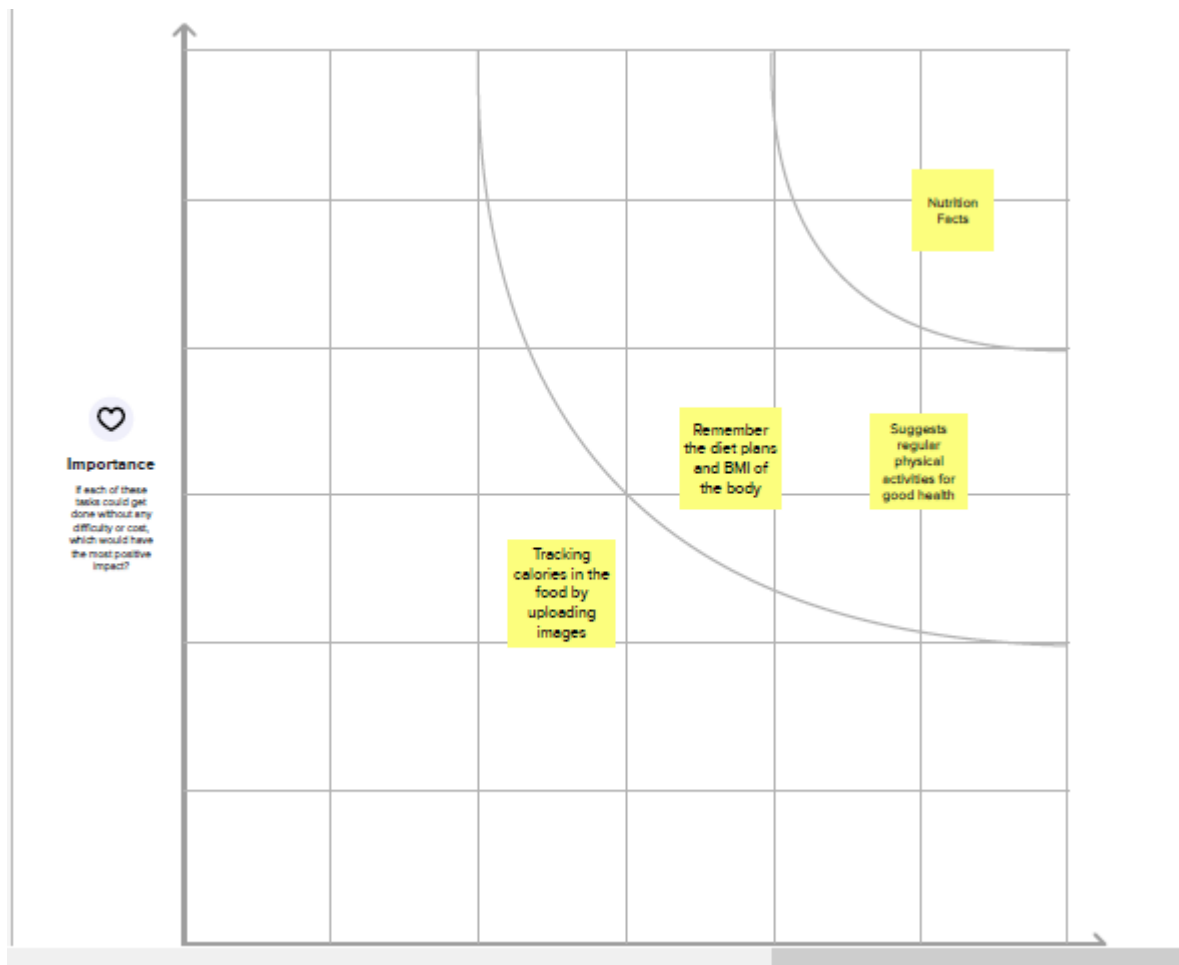 Nutrition
Facts
Importance
If each of these
tasks could get
done without any
difficulty or cost,
which would have
the most positive
impact?
Remember
the diet plans
and BMI of
the body
Suggests
regular
physical
activities for
good health
Tracking
calories in the
food by
uploading
images